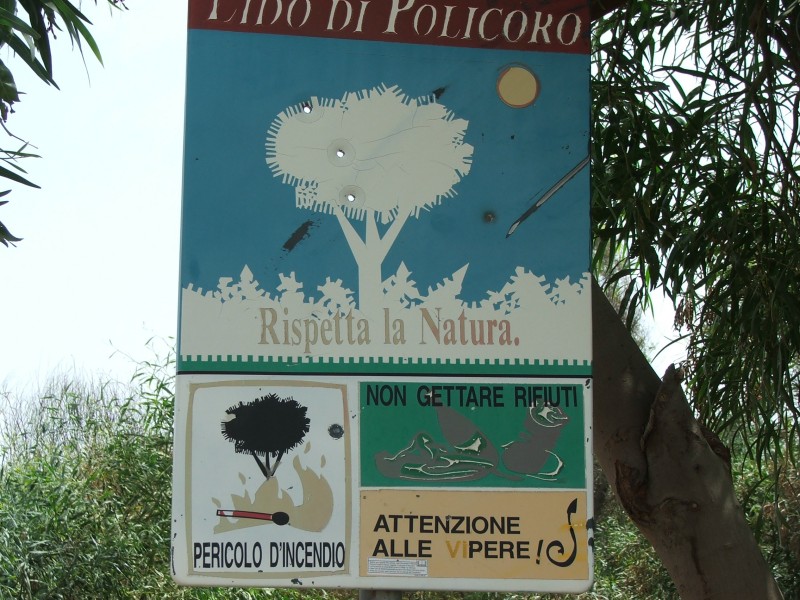 LIDO DI POLICORO
Rispetta la Natura.
NON GETTARE RIFIUTI
PERICOLO D'INCENDIO
ATTENZIONE
ALLE VIPERE!